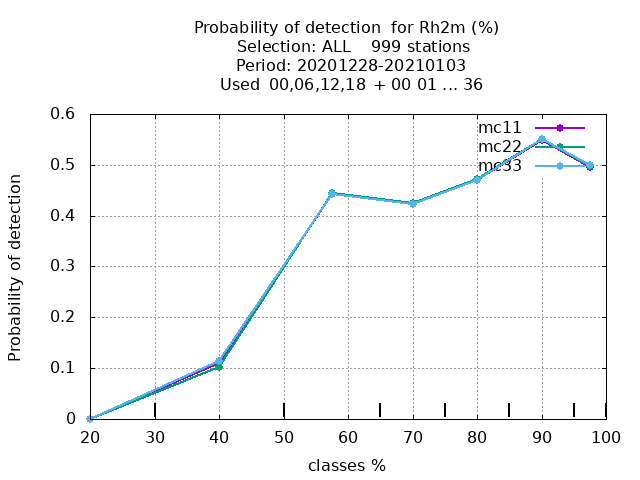 Probability of detection  for Rh2m (%)
Selection: ALL    999 stations
Period: 20201228-20210103
Used  00,06,12,18  + 00 01 ... 36
0.6
mc11
mc22
mc33
0.5
0.4
0.3
0.2
0.1
0
Probability of detection
20 30 40 50 60 70 80 90 100
classes %